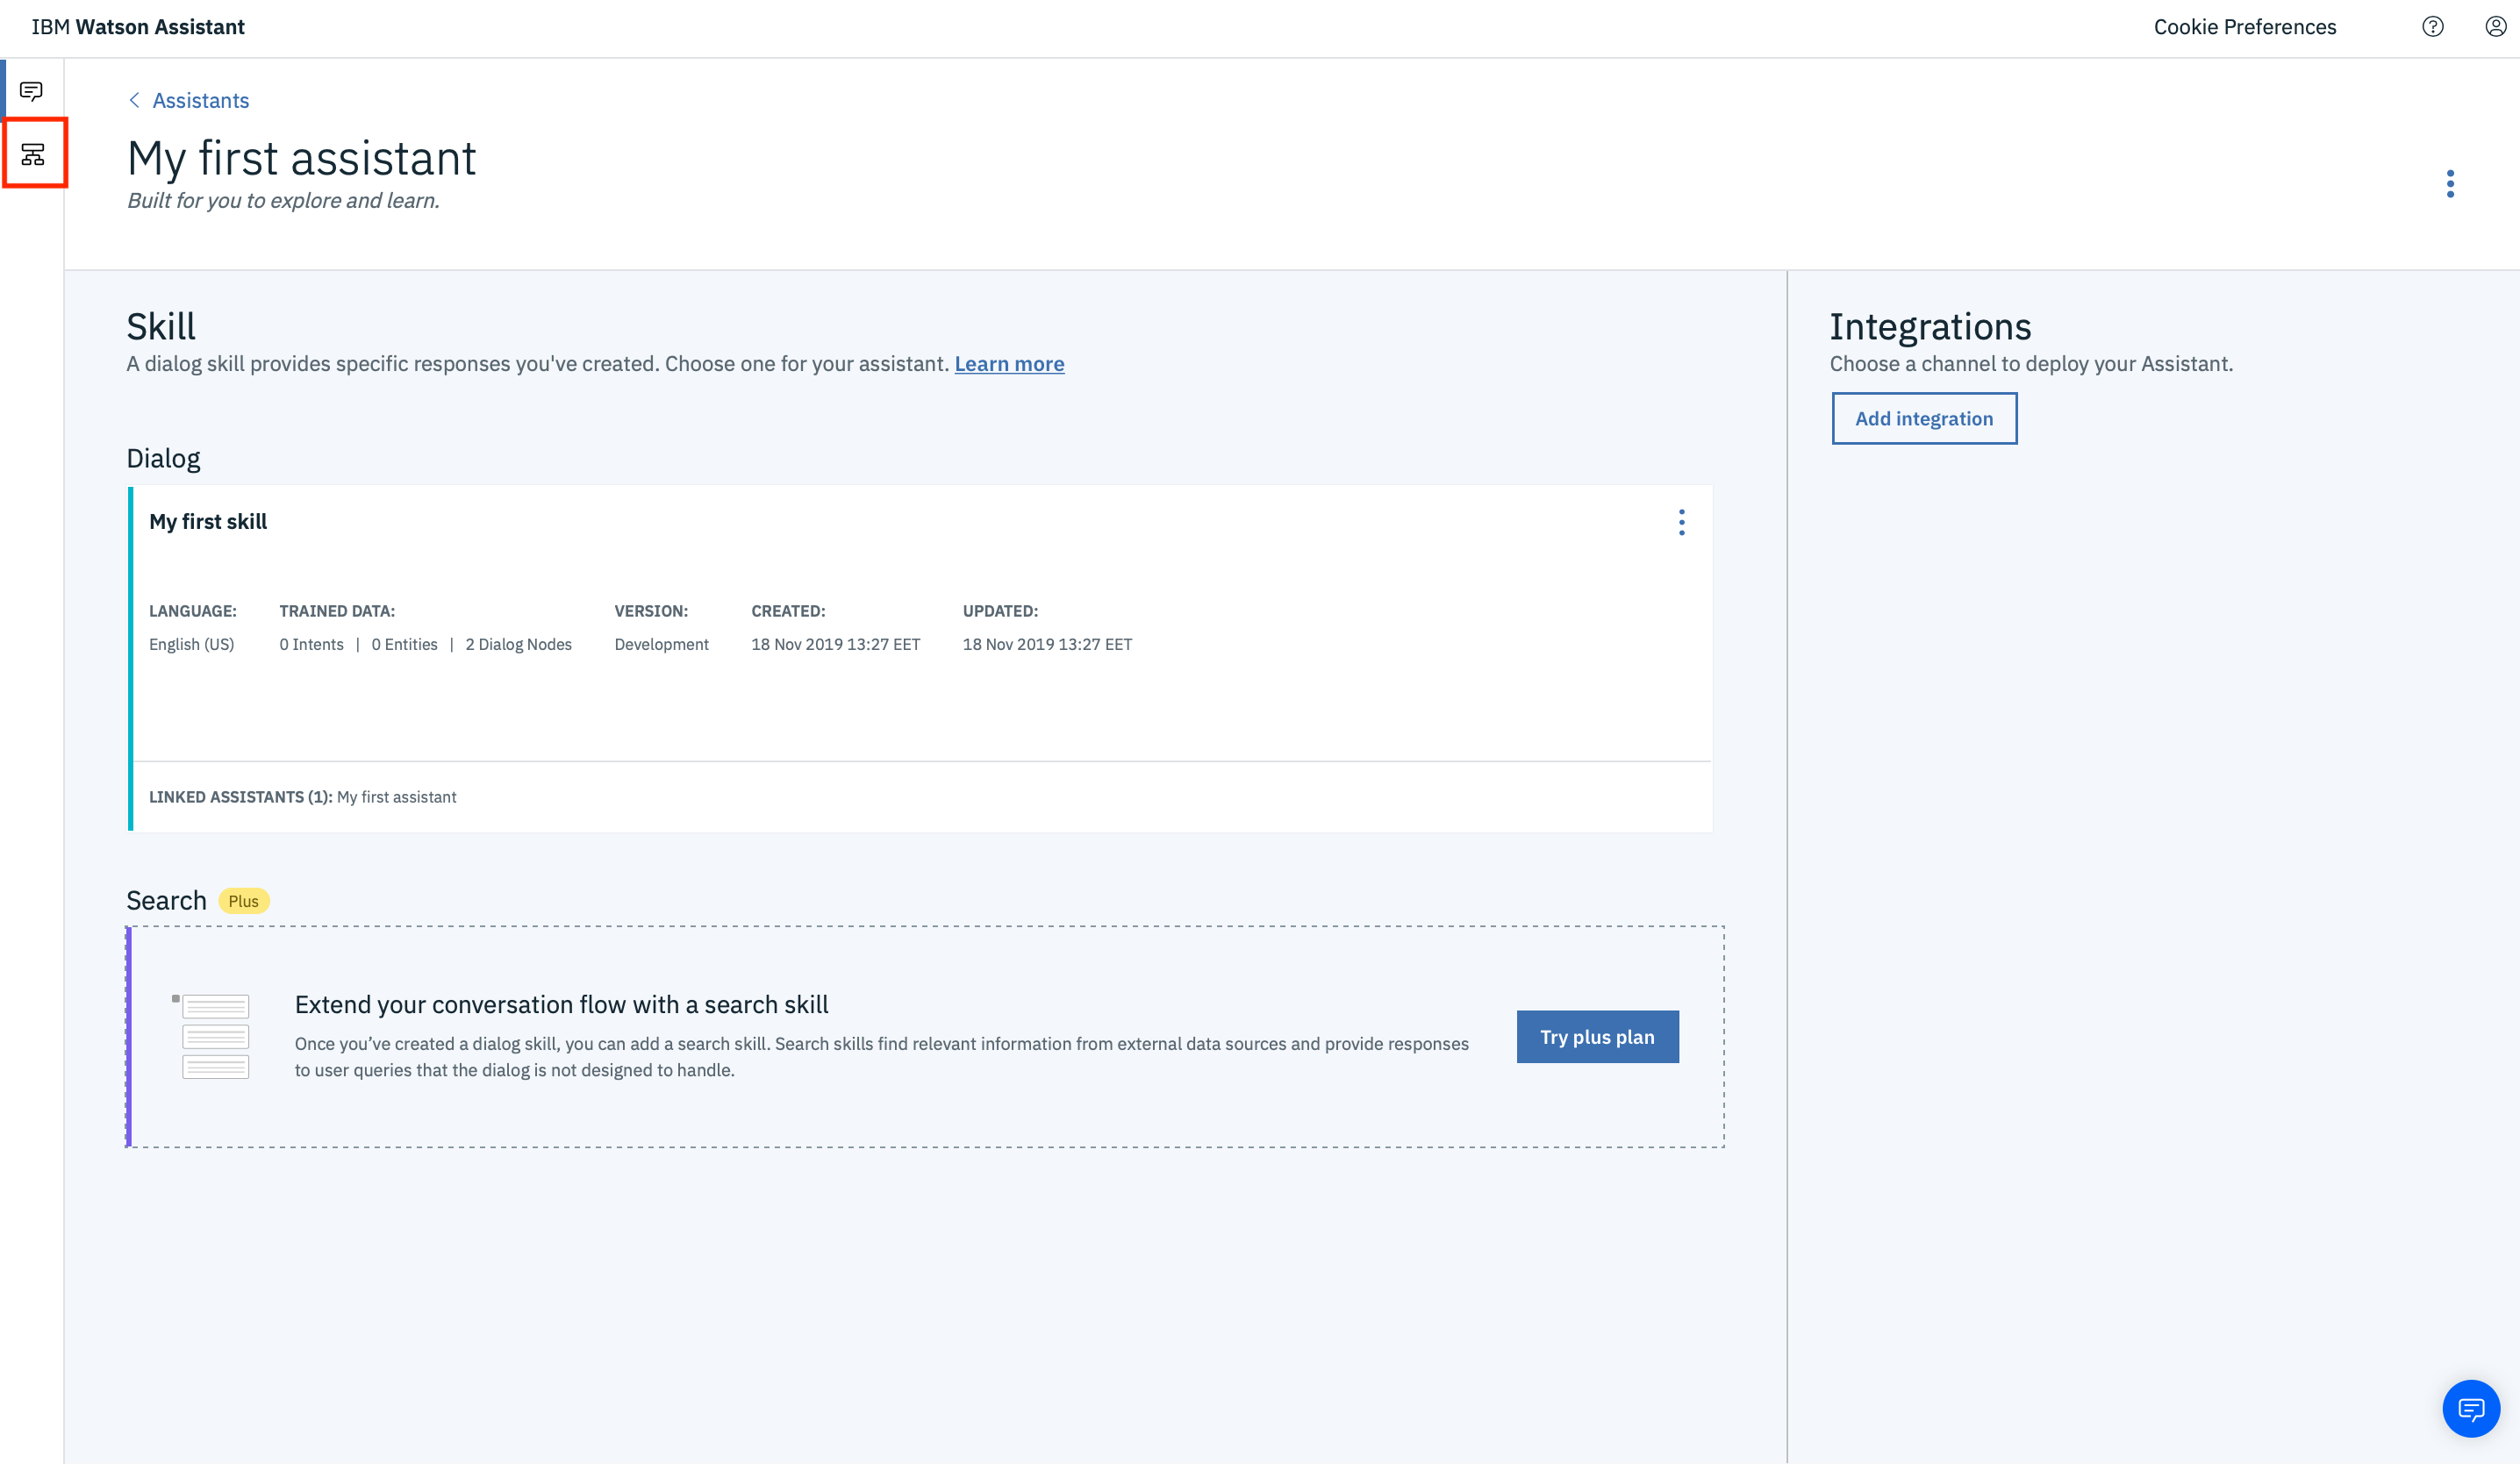 IBM Watson Assistant
Cookie Preferences
Assistants
My first assistant
Built for you to explore and learn.
Skill
A dialog skill provides specific responses you've created. Choose one for your assistant. Learn more
Dialog
My first skill
LANGUAGE: TRAINED DATA: VERSION: CREATED: UPDATED:
English (US) 0 Intents | 0 Entities | 2 Dialog Nodes Development 18 Nov 2019 13:27 EET 18 Nov 2019 13:27 EET
LINKED ASSISTANTS (1): My first assistant
Search Plus
Extend your conversation flow with a search skill
Once you’ve created a dialog skill, you can add a search skill. Search skills find relevant information from external data sources and provide responses
to user queries that the dialog is not designed to handle.
Try plus plan
Integrations
Choose a channel to deploy your Assistant.
Add integration